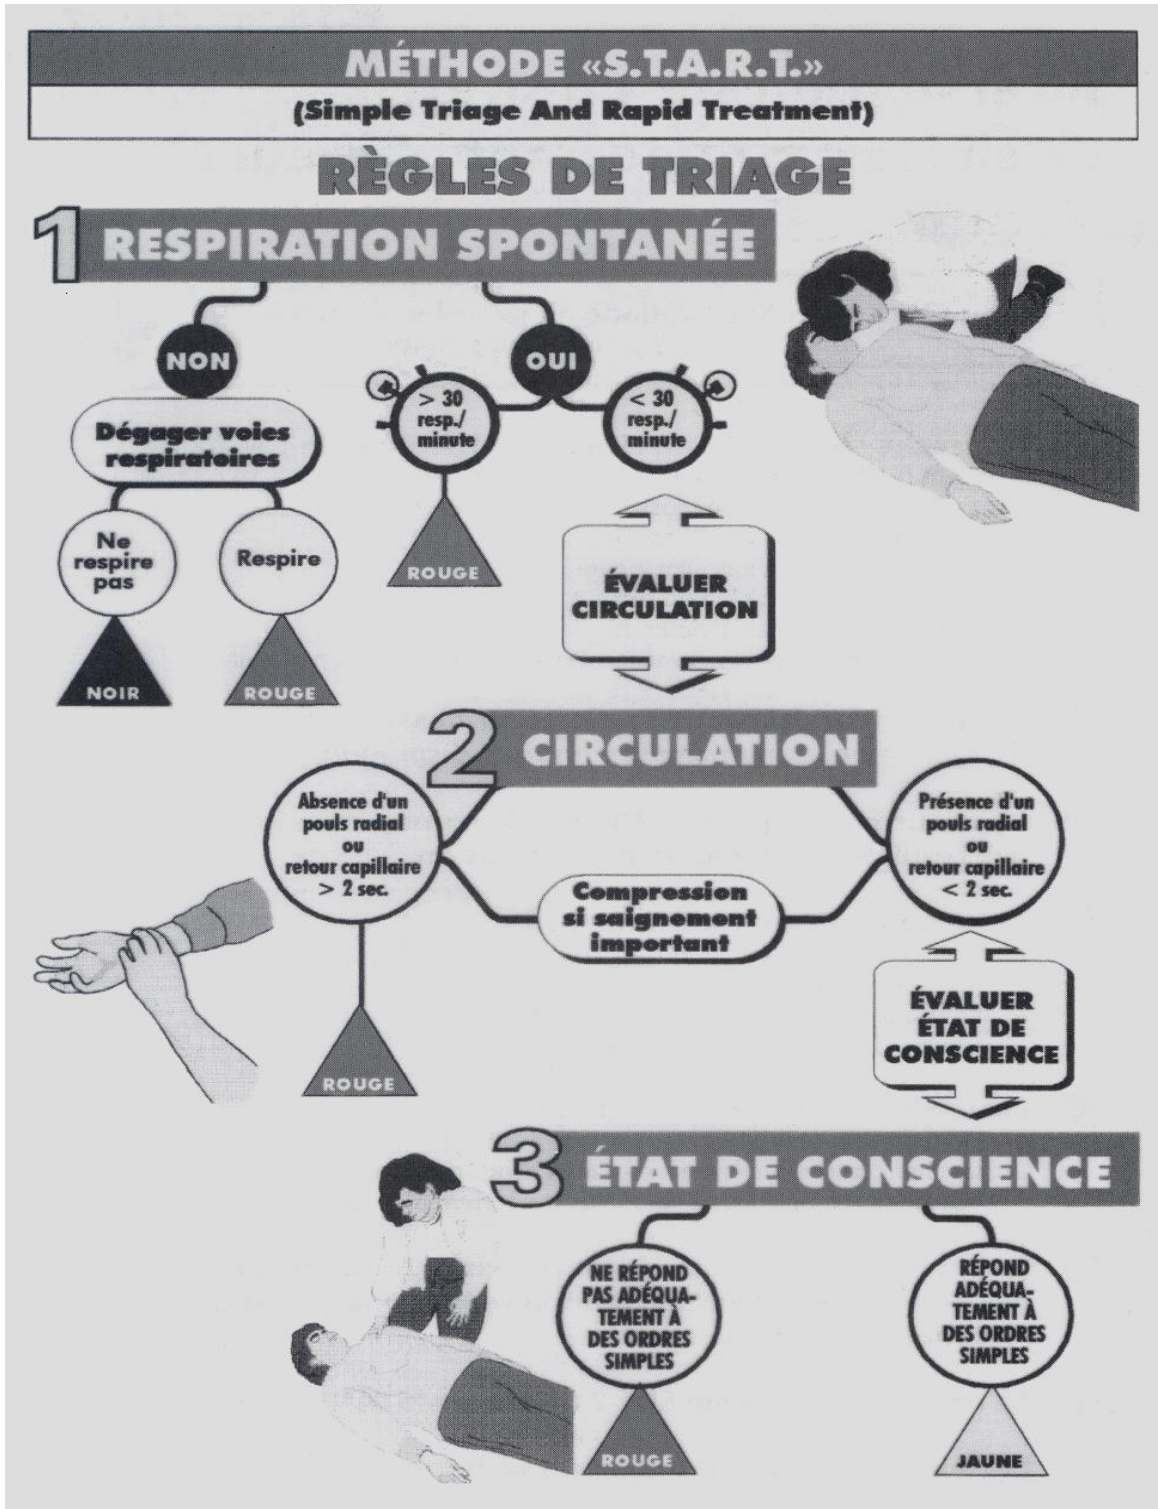 MÉTHODE «S.T.A.R.T.»
(Simple Triage And Rapid Treatment)
RÈGLES DE TRIAGE
1 RESPIRATION SPONTANÉE
NON
OUI
Dégager voies
respiratoires
> 30
resp./
minute
< 30
resp./
minute
Ne
respire
pas
Respire
ROUGE
ÉVALUER
CIRCULATION
NOIR
ROUGE
2 CIRCULATION
Absence d'un
pouls radial
ou
retour capillaire
> 2 sec.
Présence d'un
pouls radial
ou
retour capillaire
< 2 sec.
Compression
si saignement
important
ÉVALUER
ÉTAT DE
CONSCIENCE
ROUGE
3 ÉTAT DE CONSCIENCE
NE RÉPOND
PAS ADÉQUA-
TEMENT À
DES ORDRES
SIMPLES
RÉPOND
ADÉQUA-
TEMENT À
DES ORDRES
SIMPLES
ROUGE
JAUNE